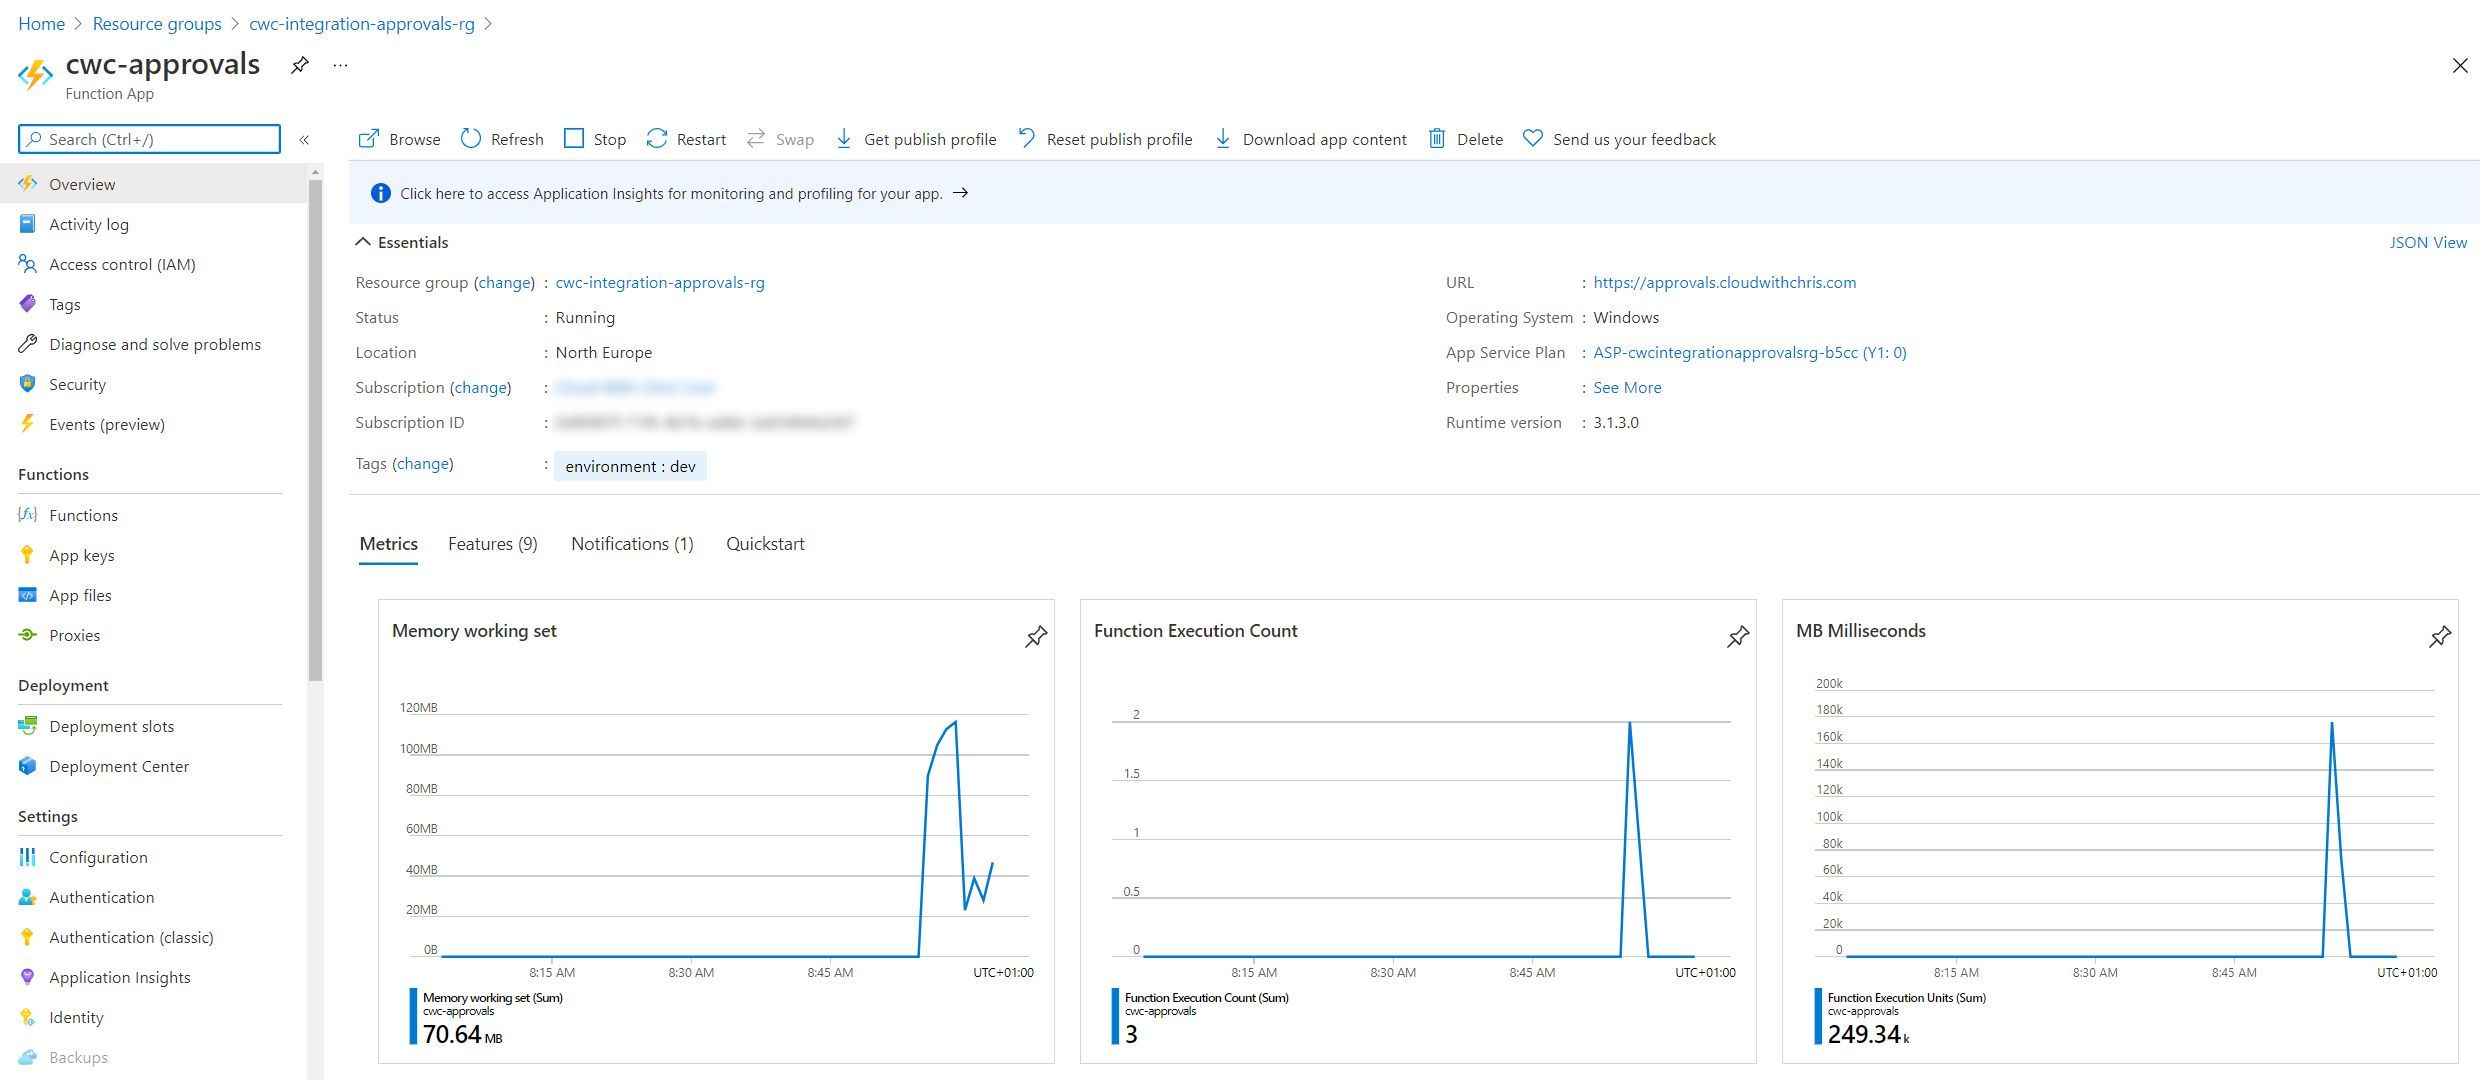 Home > Resource groups > cwc-integration-approvals-rg >
cwc-approvals ...
Function App
Search (Ctrl+/)
«
Overview
Activity log
Access control (IAM)
Tags
Diagnose and solve problems
Security
Events (preview)
Functions
Functions
App keys
App files
Proxies
Deployment
Deployment slots
Deployment Center
Settings
Configuration
Authentication
Authentication (classic)
Application Insights
Identity
Backups
Browse Refresh Stop Restart Swap Get publish profile Reset publish profile Download app content Delete Send us your feedback
Click here to access Application Insights for monitoring and profiling for your app. →
Essentials
JSON View
Resource group (change) : cwc-integration-approvals-rg
Status : Running
Location : North Europe
Subscription (change) :
Subscription ID :
Tags (change) : environment : dev
URL : https://approvals.cloudwithchris.com
Operating System : Windows
App Service Plan : ASP-cwcintegrationapprovalsrg-b5cc (Y1: 0)
Properties : See More
Runtime version : 3.1.3.0
Metrics Features (9) Notifications (1) Quickstart
Memory working set
120MB
100MB
80MB
60MB
40MB
20MB
0B
8:15 AM 8:30 AM 8:45 AM UTC+01:00
Memory working set (Sum)
cwc-approvals
70.64 MB
Function Execution Count
2
1.5
1
0.5
0
8:15 AM 8:30 AM 8:45 AM UTC+01:00
Function Execution Count (Sum)
cwc-approvals
3
MB Milliseconds
200k
180k
160k
140k
120k
100k
80k
60k
40k
20k
0
8:15 AM 8:30 AM 8:45 AM UTC+01:00
Function Execution Units (Sum)
cwc-approvals
249.34 k